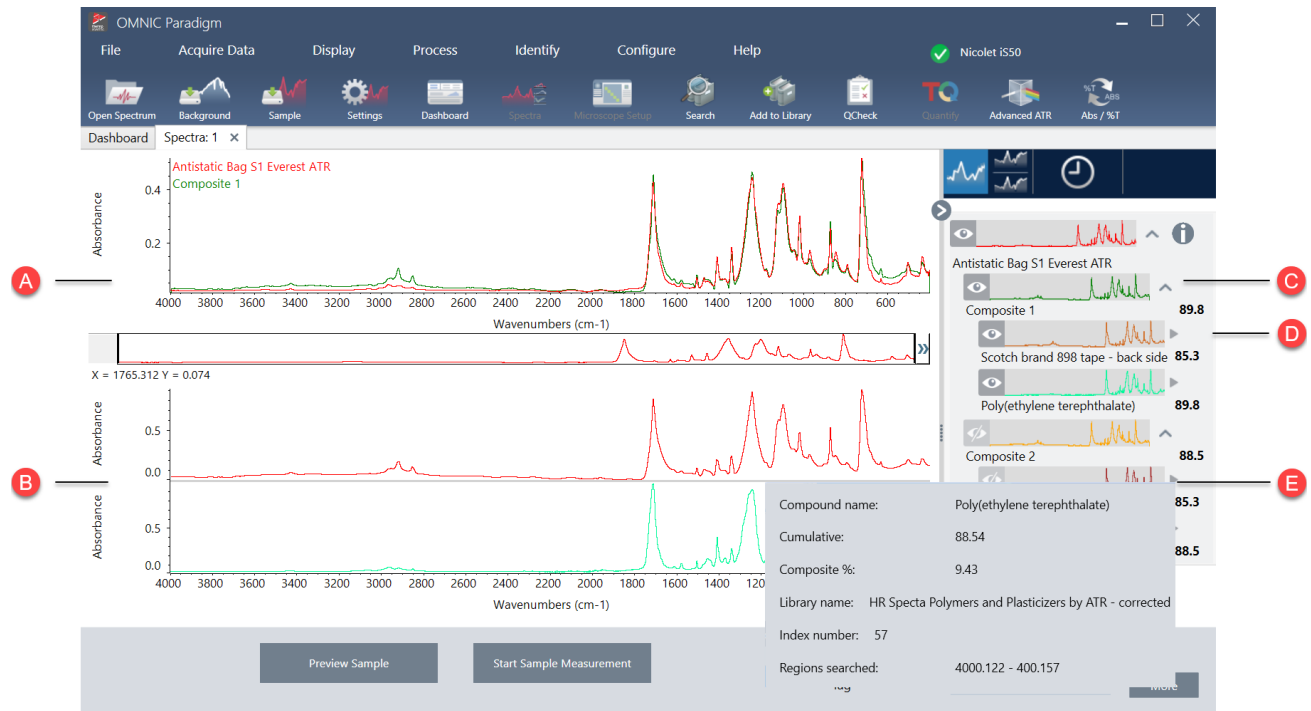 OMNIC Paradigm
File Acquire Data Display Process Identify Configure Help Nicolet iS50
%T ABS
TQ
Open Spectrum Background Sample Settings Dashboard Spectra Microscope Setup Search Add to Library QCheck Quantify Advanced ATR Abs / %T
Dashboard Spectra: 1
Antistatic Bag S1 Everest ATR
Composite 1
Absorbance
0.4
0.2
4000 3800 3600 3400 3200 3000 2800 2600 2400 2200 2000 1800 1600 1400 1200 1000 800 600
Wavenumbers (cm-1)
X = 1765.312 Y = 0.074
Absorbance
0.5
0.0
Absorbance
0.5
0.0
4000 3800 3600 3400 3200 3000 2800 2600 2400 2200 2000 1800 1600 1400
Wavenumbers (cm-1)
A
B
Antistatic Bag S1 Everest ATR
C
Composite 1 89.8
D
Scotch brand 898 tape - back side 85.3
Poly(ethylene terephthalate) 89.8
Composite 2 88.5
E
85.3
88.5
Compound name: Poly(ethylene terephthalate)
Cumulative: 88.54
Composite %: 9.43
Library name: HR Specta Polymers and Plasticizers by ATR - corrected
Index number: 57
Regions searched: 4000.122 - 400.157
Preview Sample Start Sample Measurement
More